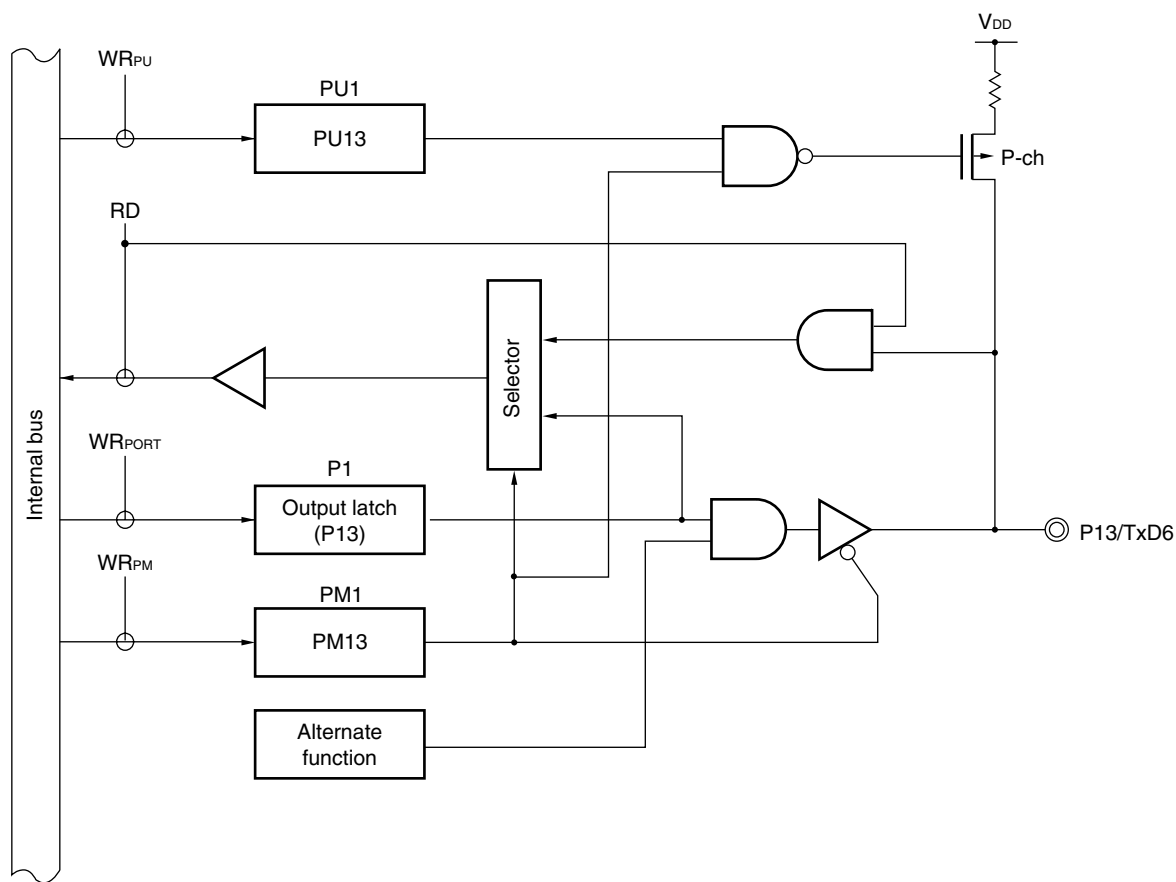 VDD
WRPU
PU1
PU13
P-ch
RD
Selector
Internal bus
WRPORT
P1
Output latch
(P13)
P13/TxD6
WRPM
PM1
PM13
Alternate
function